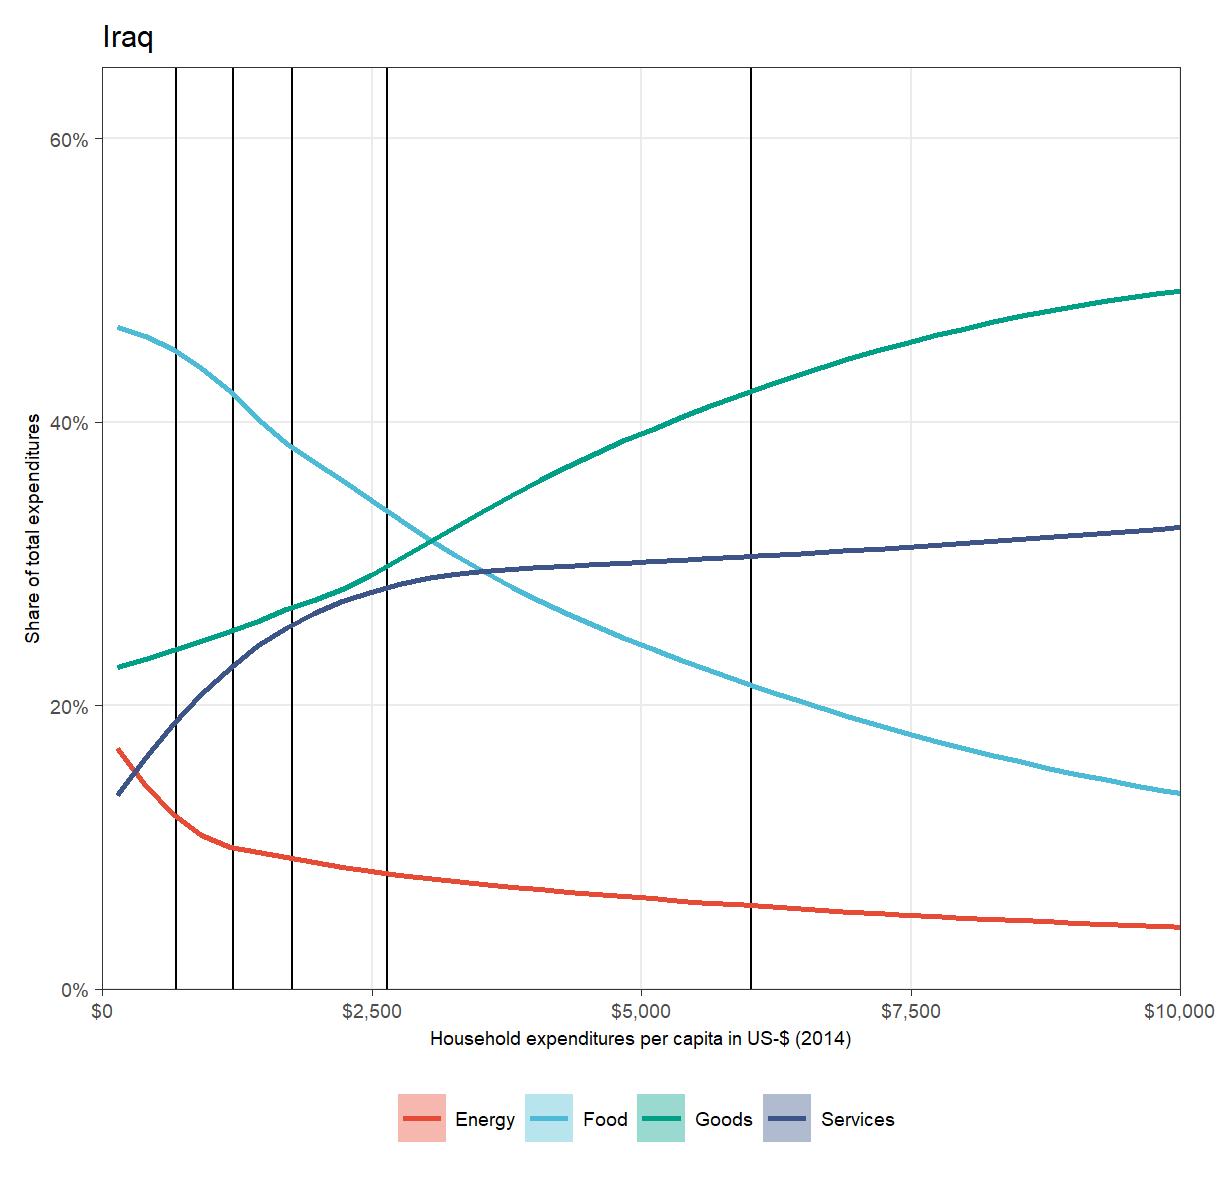 Iraq
60%
40%
20%
0%
Share of total expenditures
$0 $2,500 $5,000 $7,500 $10,000
Household expenditures per capita in US-$ (2014)
Energy Food Goods Services